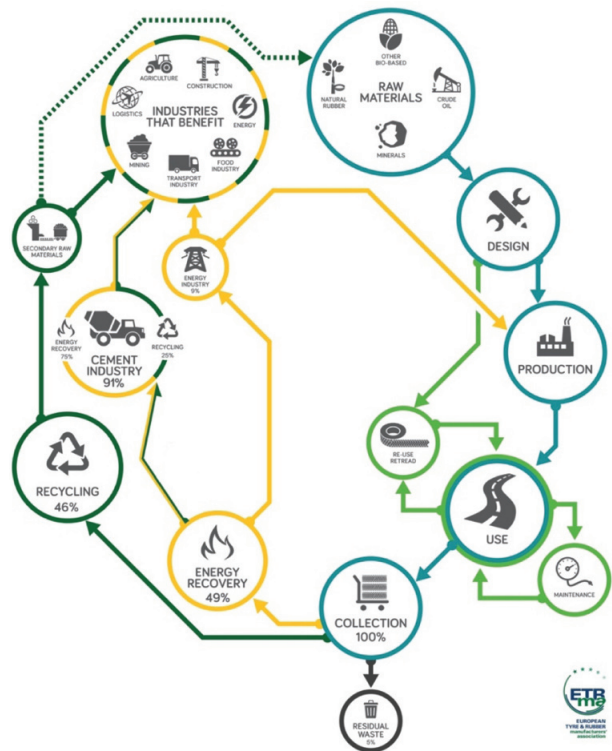 OTHER
BIO-BASED
AGRICULTURE
CONSTRUCTION
RAW
MATERIALS
NATURAL
RUBBER
CRUDE
OIL
LOGISTICS
INDUSTRIES
THAT BENEFIT
ENERGY
MINERALS
MINING
FOOD
INDUSTRY
TRANSPORT
INDUSTRY
DESIGN
SECONDARY RAW
MATERIALS
ENERGY
INDUSTRY
9%
ENERGY
RECOVERY
75%
RECYCLING
25%
CEMENT
INDUSTRY
91%
PRODUCTION
RE-USE
RETREAD
RECYCLING
46%
USE
ENERGY
RECOVERY
49%
MAINTENANCE
COLLECTION
100%
RESIDUAL
WASTE
5%
ETRma
EUROPEAN
TYRE & RUBBER
manufacturers
association